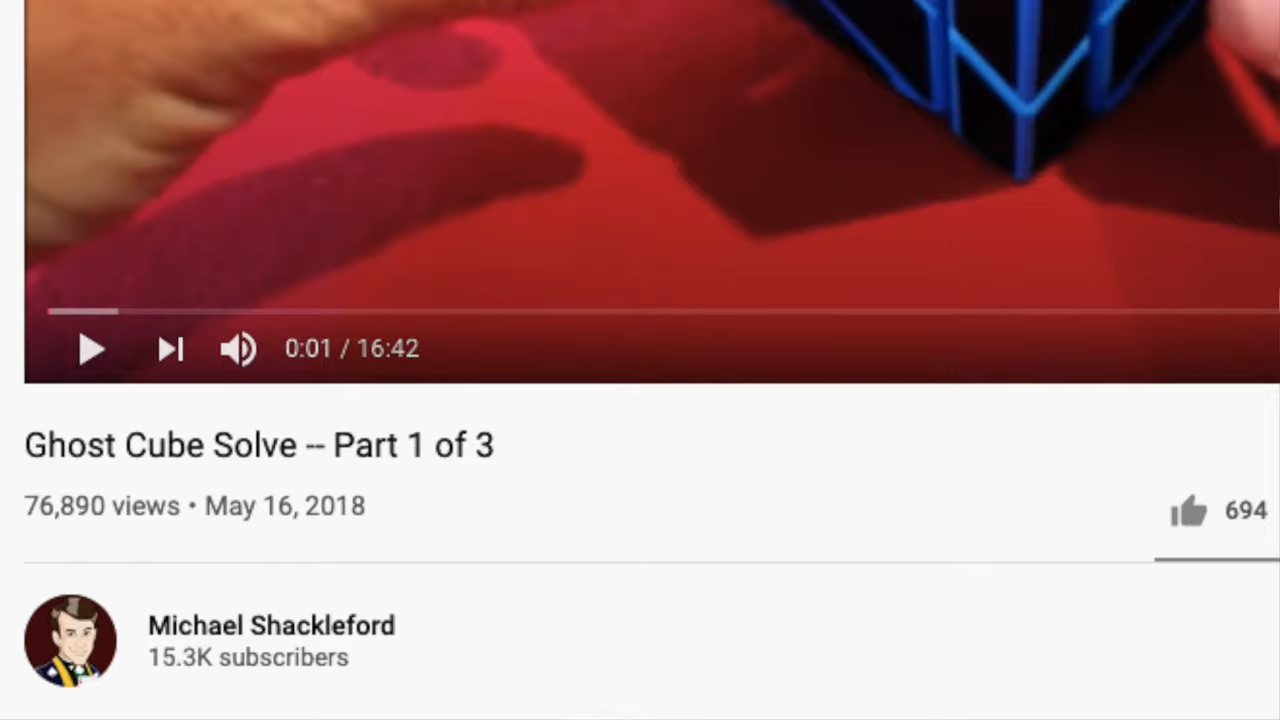 0:01 / 16:42
Ghost Cube Solve -- Part 1 of 3
76,890 views • May 16, 2018
694
Michael Shackleford
15.3K subscribers